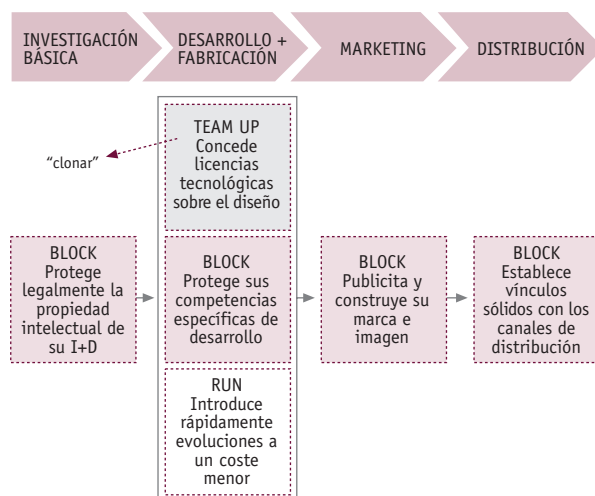 INVESTIGACIÓN
BÁSICA
DESARROLLO +
FABRICACIÓN
MARKETING
DISTRIBUCIÓN
TEAM UP
Concede
licencias
tecnológicas
sobre el diseño
“clonar”
BLOCK
Protege
legalmente la
propiedad
intelectual de
su I+D
BLOCK
Protege sus
competencias
específicas de
desarrollo
BLOCK
Publicita y
construye su
marca e
imagen
BLOCK
Establece
vínculos
sólidos con los
canales de
distribución
RUN
Introduce
rápidamente
evoluciones a
un coste
menor